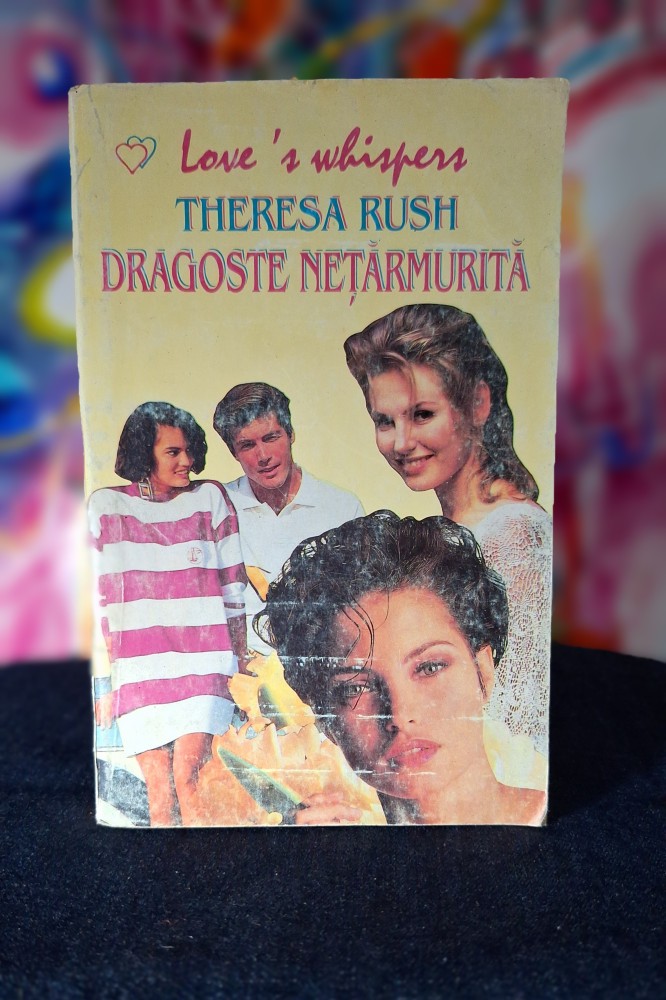 Love 's whispers
THERESA RUSH
DRAGOSTE NEȚĂRMURITĂ